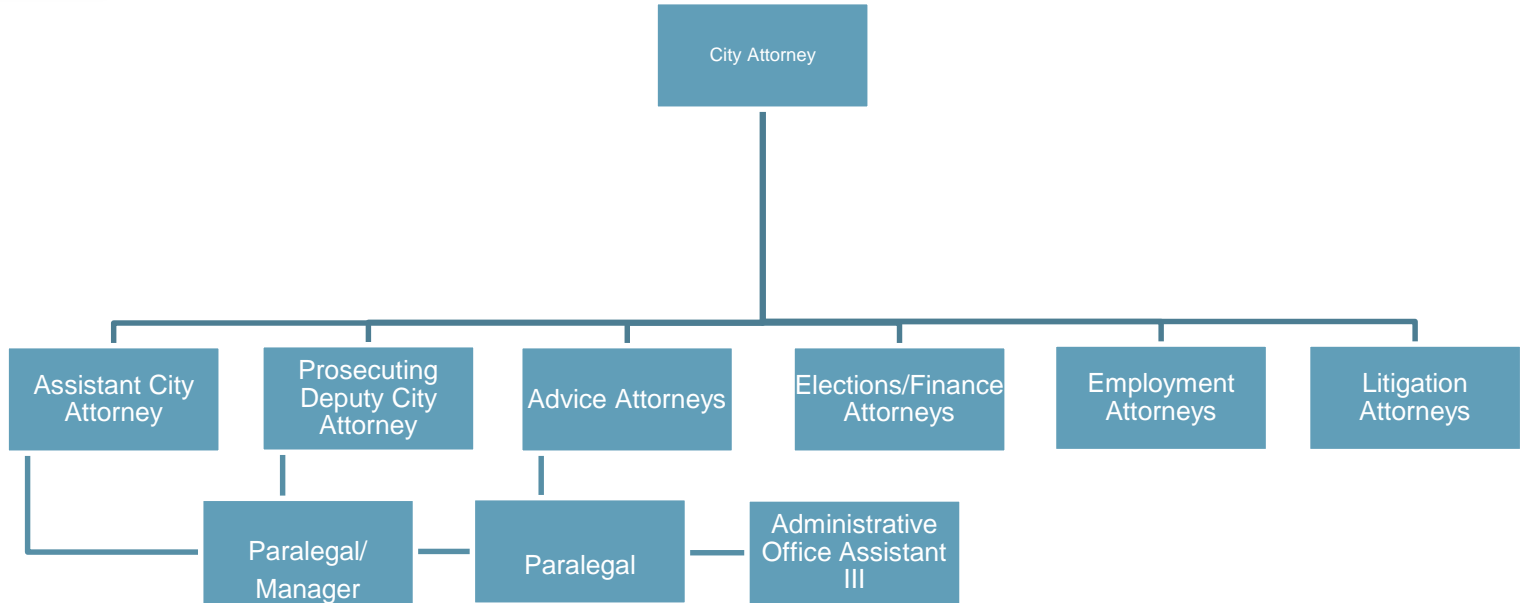 City Attorney
Assistant City
Attorney
Prosecuting
Deputy City
Attorney
Advice Attorneys
Elections/Finance
Attorneys
Employment
Attorneys
Litigation
Attorneys
Paralegal/
Manager
Paralegal
Administrative
Office Assistant
III